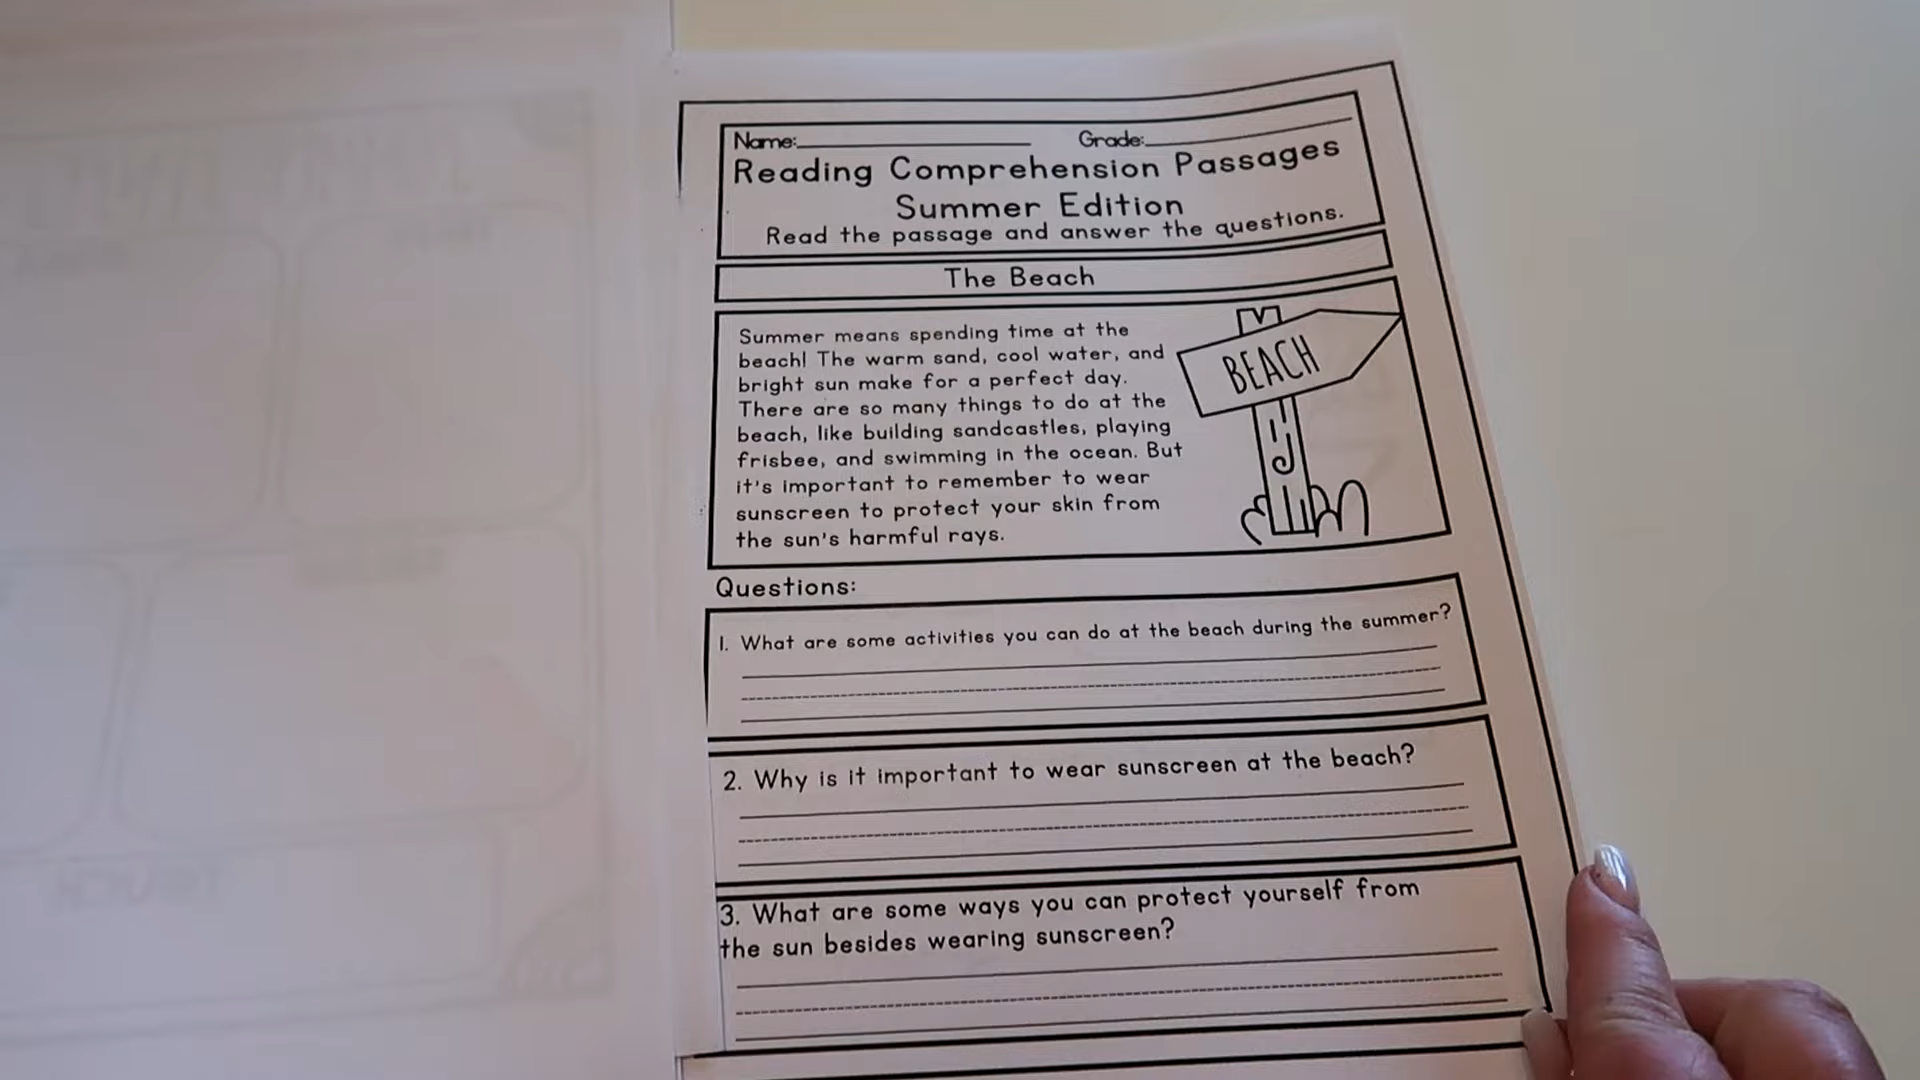 Name: Grade:
Reading Comprehension Passages
Summer Edition
Read the passage and answer the questions.
The Beach
Summer means spending time at the
beach! The warm sand, cool water, and
bright sun make for a perfect day.
There are so many things to do at the
beach, like building sandcastles, playing
frisbee, and swimming in the ocean. But
it's important to remember to wear
sunscreen to protect your skin from
the sun's harmful rays.
BEACH
Questions:
1. What are some activities you can do at the beach during the summer?
2. Why is it important to wear sunscreen at the beach?
3. What are some ways you can protect yourself from
the sun besides wearing sunscreen?